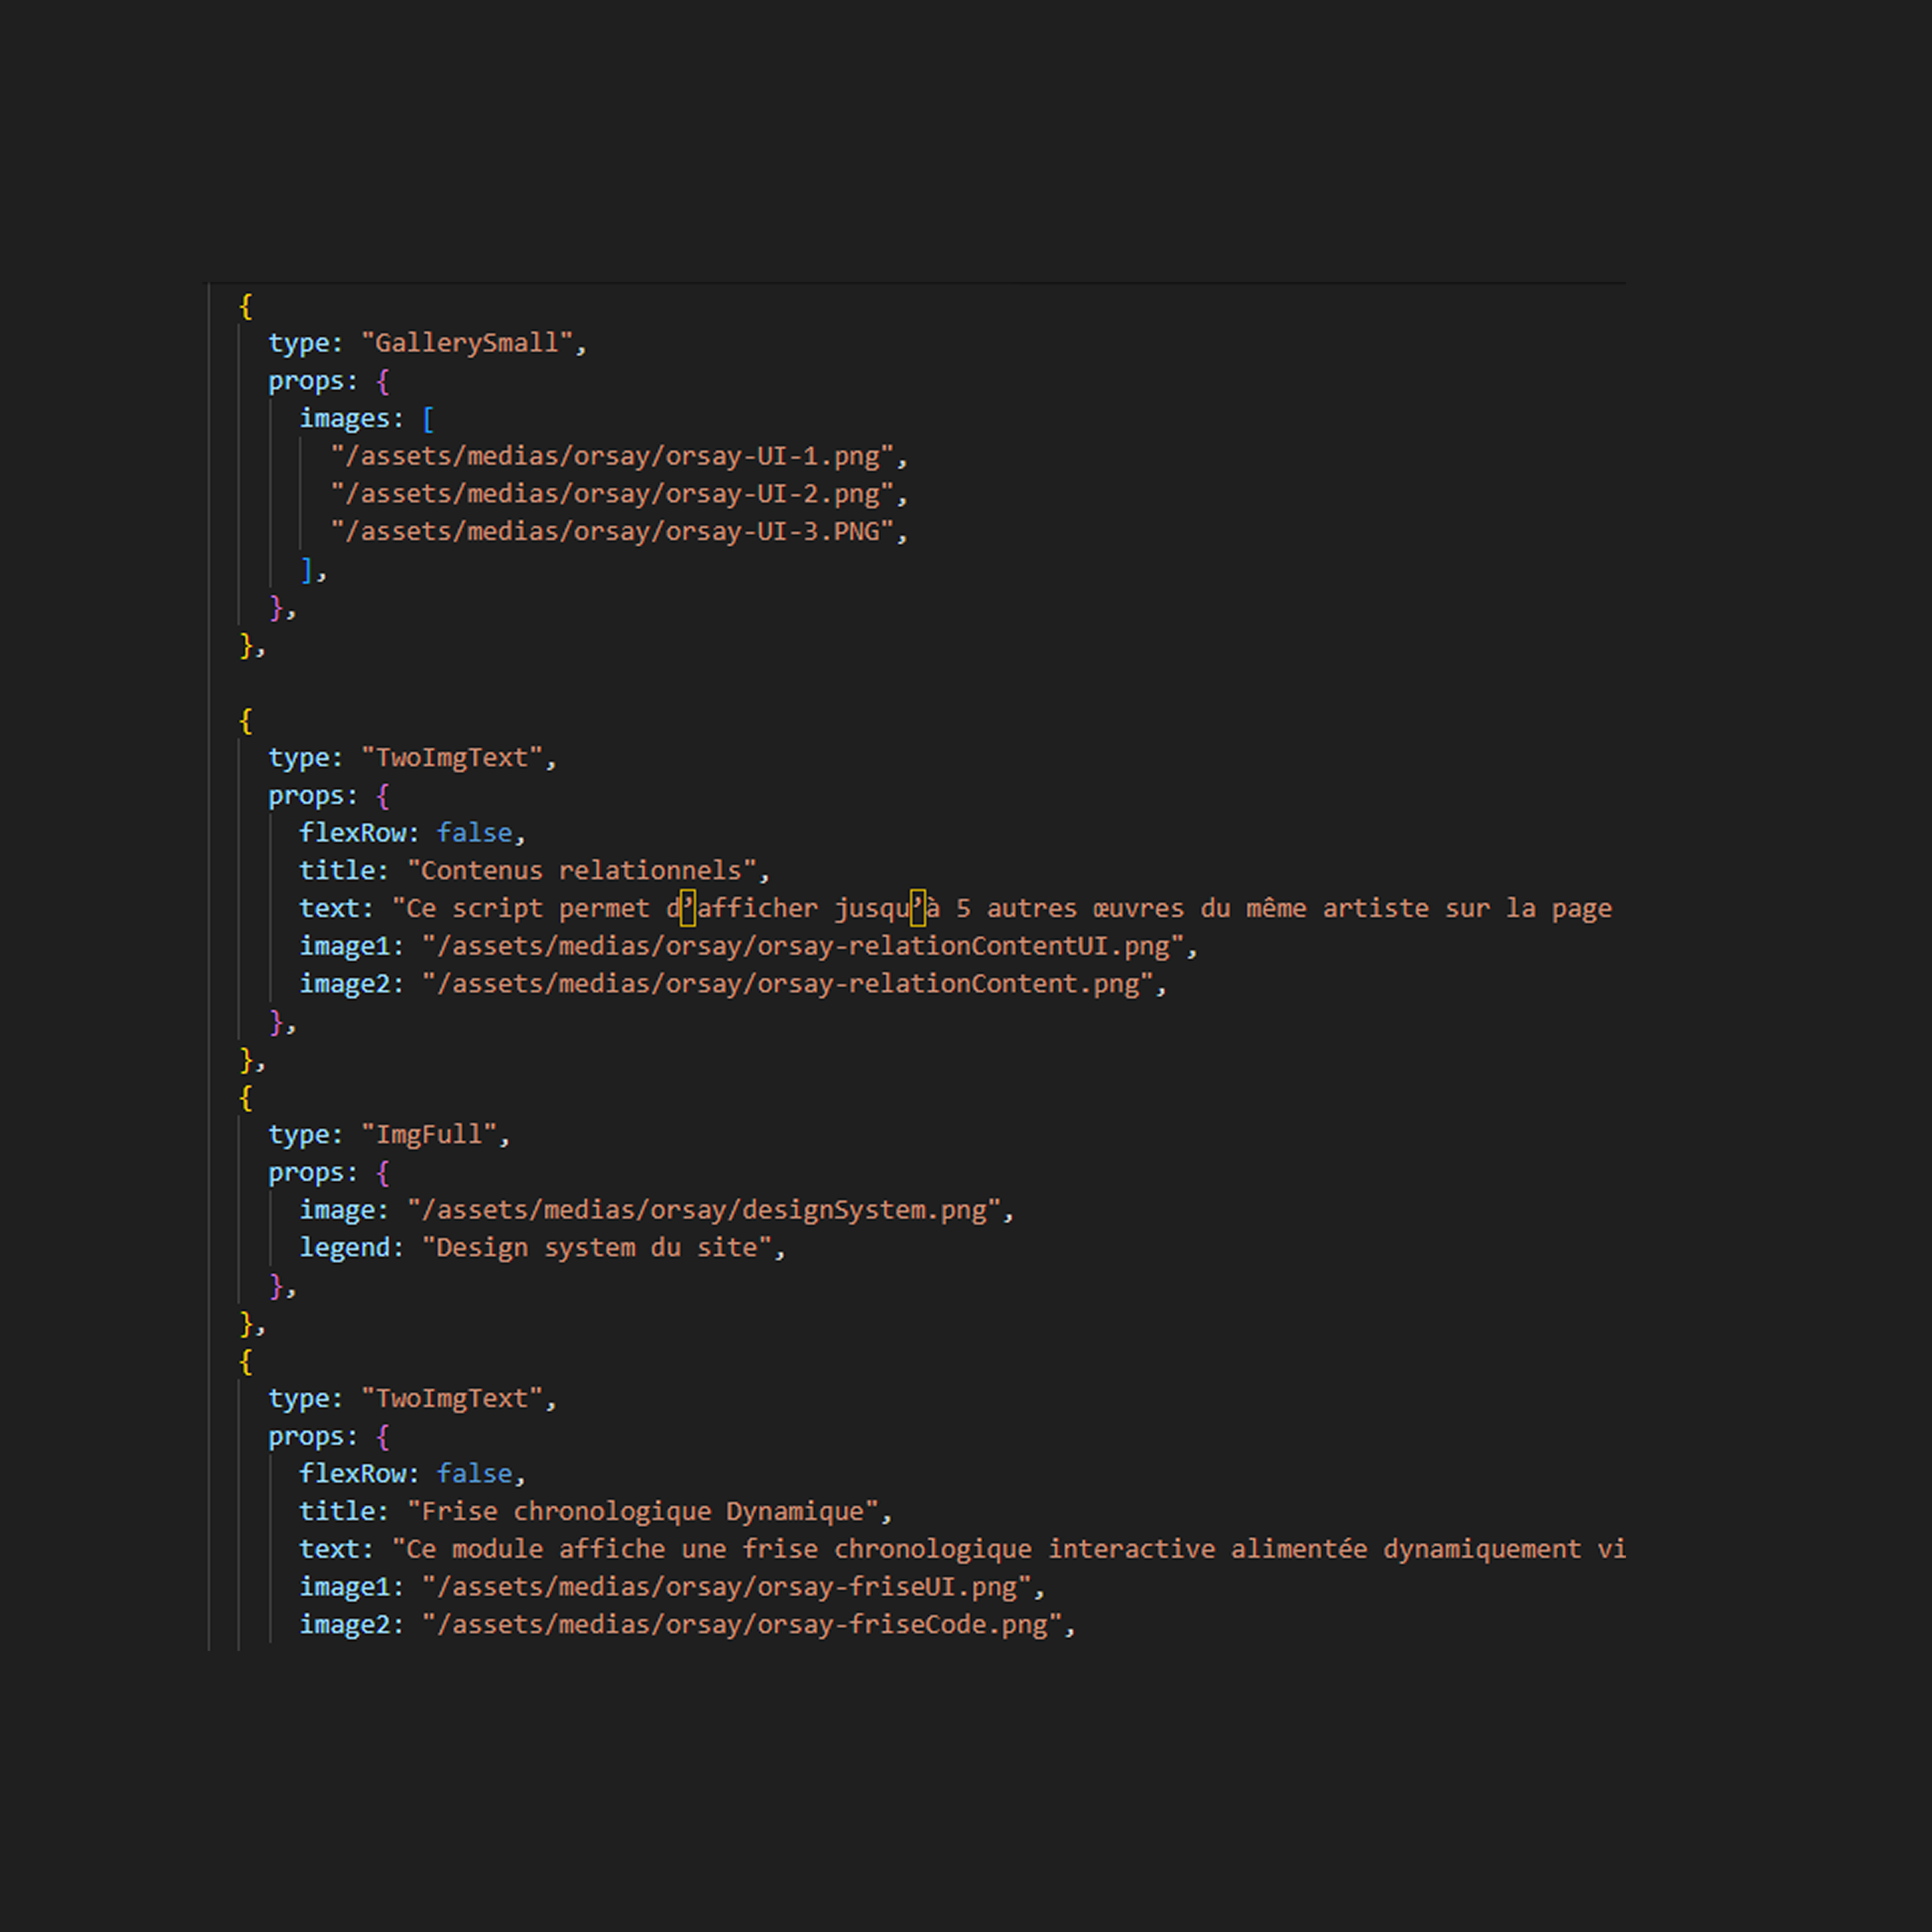 {
type: "GallerySmall",
props: {
images: [
"/assets/medias/orsay/orsay-UI-1.png",
"/assets/medias/orsay/orsay-UI-2.png",
"/assets/medias/orsay/orsay-UI-3.PNG",
],
},
},
{
type: "TwoImgText",
props: {
flexRow: false,
title: "Contenus relationnels",
text: "Ce script permet d’afficher jusqu’à 5 autres œuvres du même artiste sur la page
image1: "/assets/medias/orsay/orsay-relationContentUI.png",
image2: "/assets/medias/orsay/orsay-relationContent.png",
},
},
{
type: "ImgFull",
props: {
image: "/assets/medias/orsay/designSystem.png",
legend: "Design system du site",
},
},
{
type: "TwoImgText",
props: {
flexRow: false,
title: "Frise chronologique Dynamique",
text: "Ce module affiche une frise chronologique interactive alimentée dynamiquement vi
image1: "/assets/medias/orsay/orsay-friseUI.png",
image2: "/assets/medias/orsay/orsay-friseCode.png",